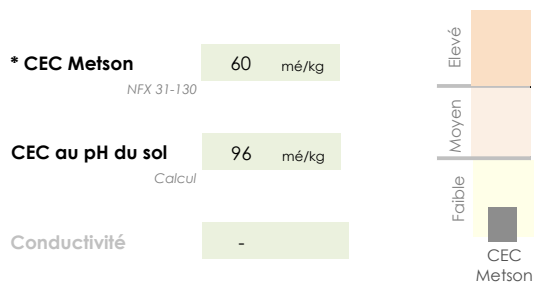 * CEC Metson 60 mé/kg
NFX 31-130
CEC au pH du sol 96 mé/kg
Calcul
Conductivité -
Elevé
Moyen
Faible
CEC
Metson